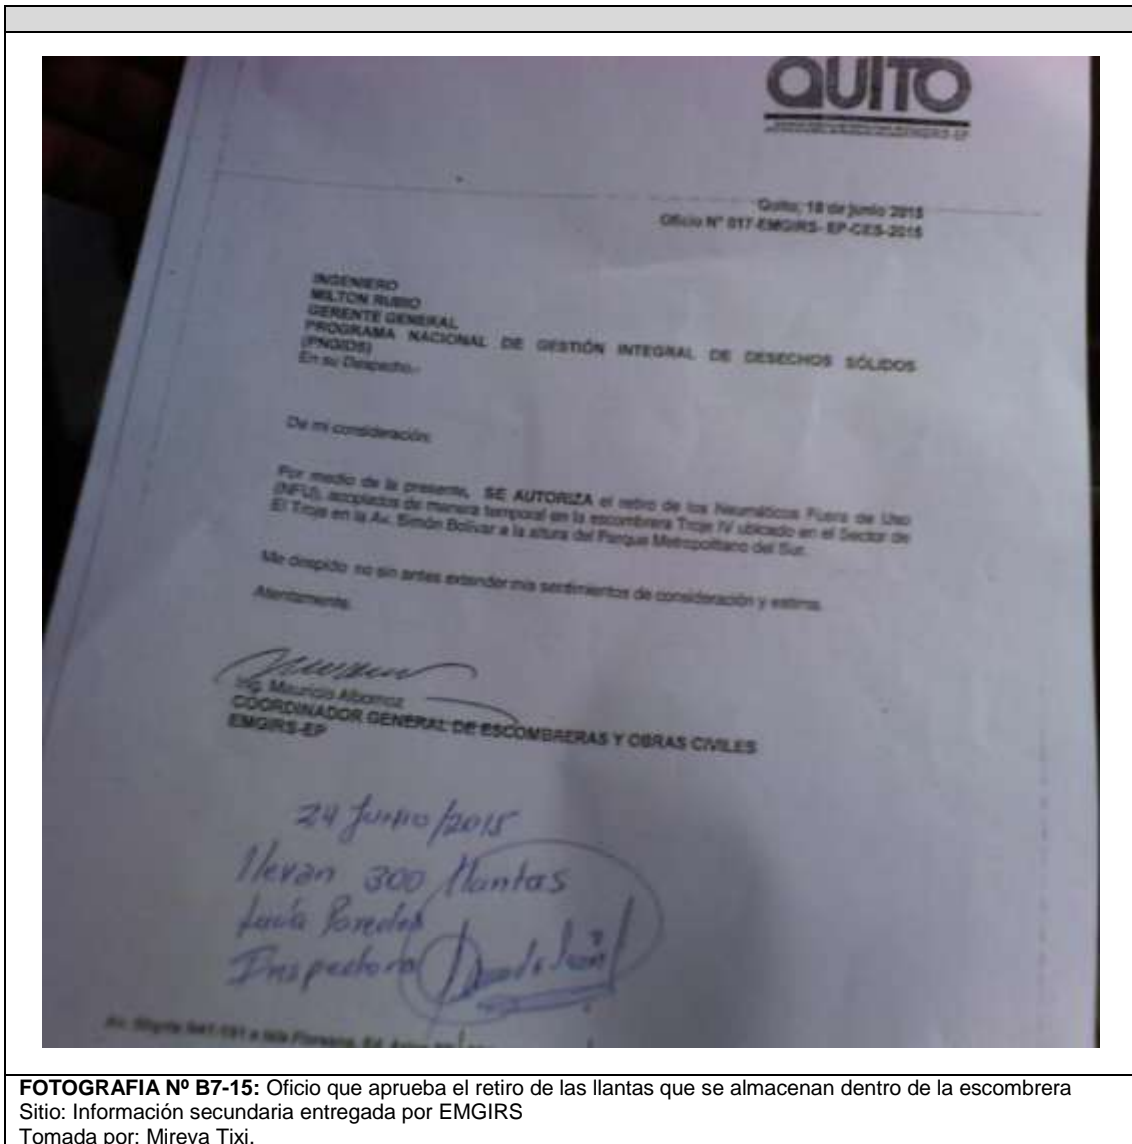 QUITO
Quito, 18 de junio 2015
Oficio N° 017-EMGIRS- EP-CES-2015
INGENIERO
MILTON RUBIO
GERENTE GENERAL
PROGRAMA NACIONAL DE GESTIÓN INTEGRAL DE DESECHOS SÓLIDOS
(PNGIDS)
En su Despacho.-
De mi consideración:
Por medio de la presente, SE AUTORIZA el retiro de los Neumáticos Fuera de Uso
(NFU), acoplados de manera temporal en la escombrera Troje IV ubicado en el Sector de
El Troje en la Av. Simón Bolívar a la altura del Parque Metropolitano del Sur.
Me despido no sin antes extender mis sentimientos de consideración y estima.
Atentamente,
Ing. Mauricio Albornoz
COORDINADOR GENERAL DE ESCOMBRERAS Y OBRAS CIVILES
EMGIRS-EP
24 Junio/2015
llevan 300 llantas
Lucía Paredes
Inspectora
FOTOGRAFIA Nº B7-15: Oficio que aprueba el retiro de las llantas que se almacenan dentro de la escombrera
Sitio: Información secundaria entregada por EMGIRS
Tomada por: Mireya Tixi.